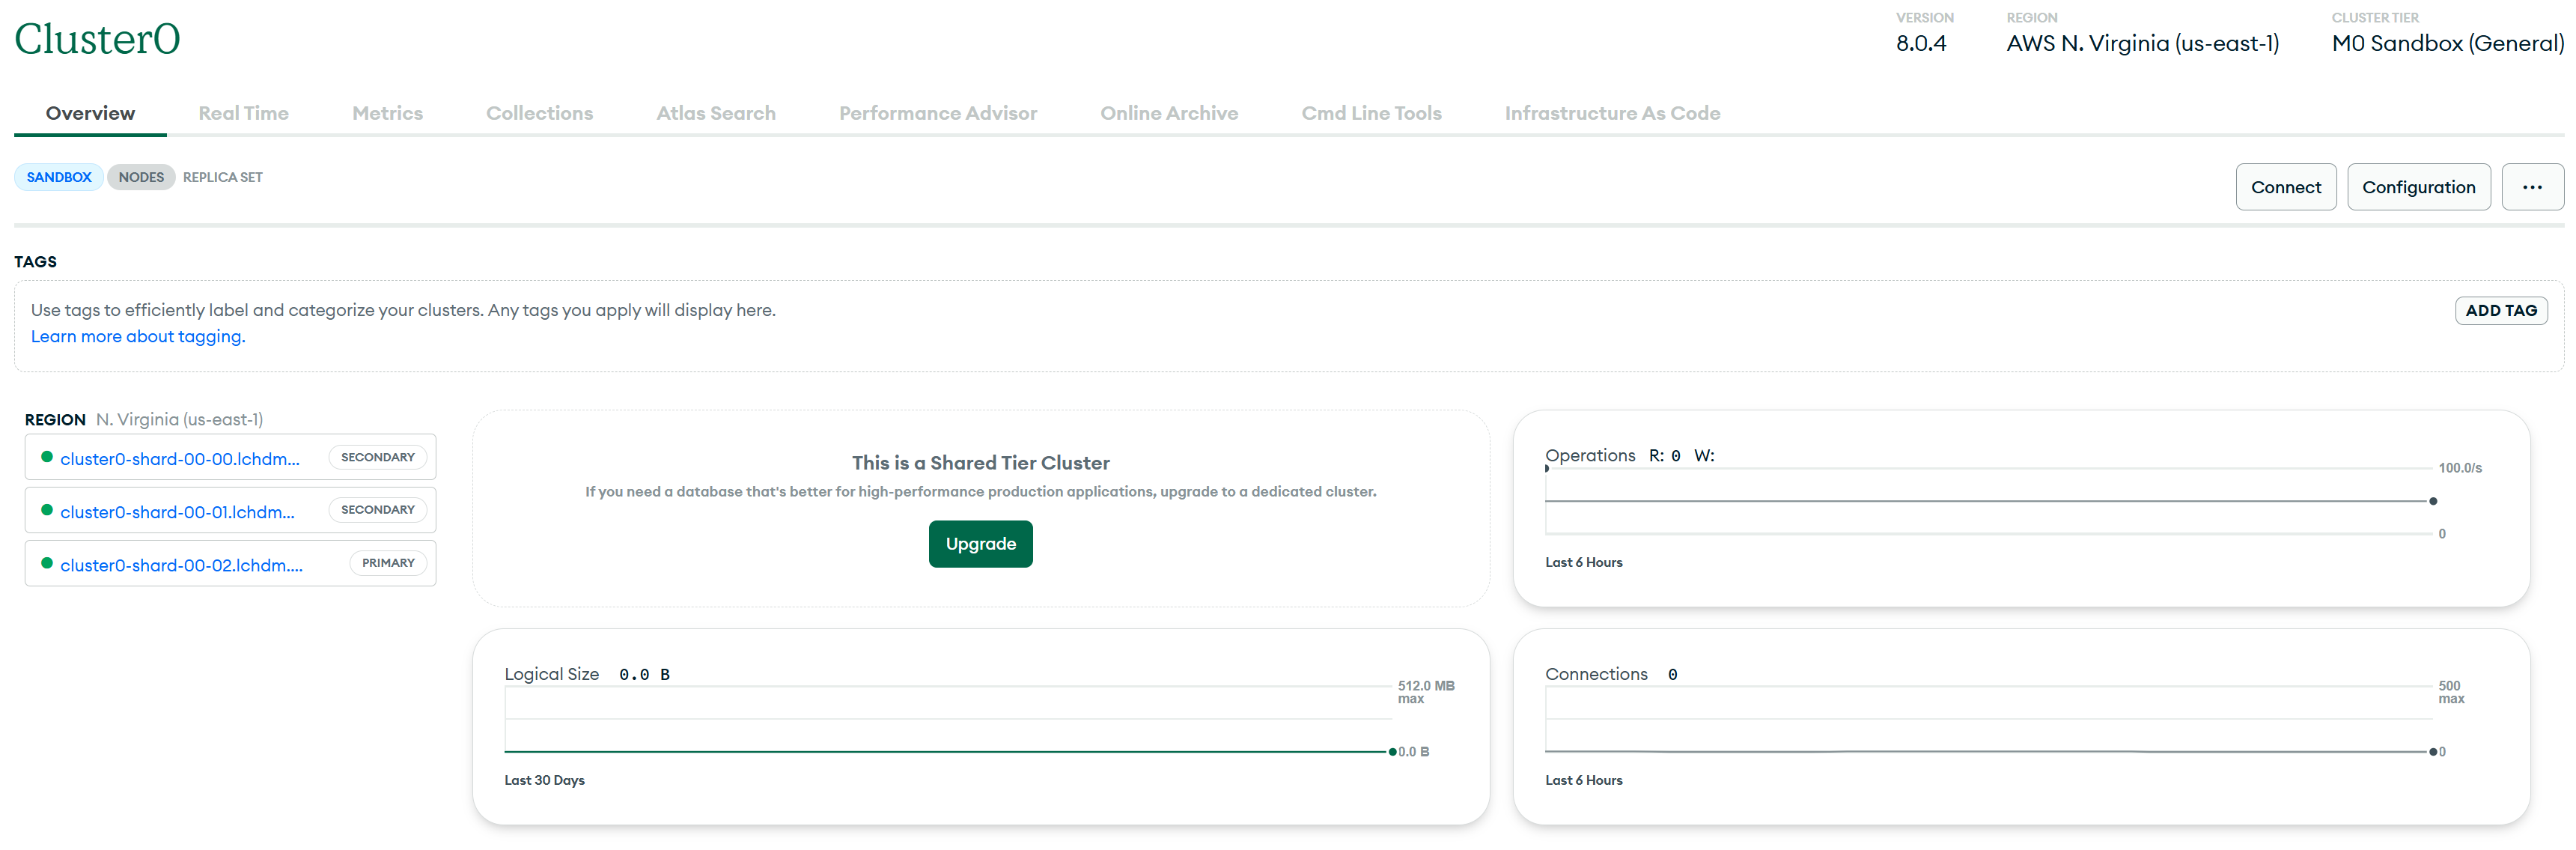 Cluster0
VERSION
8.0.4
REGION
AWS N. Virginia (us-east-1)
CLUSTER TIER
M0 Sandbox (General)
Overview
Real Time
Metrics
Collections
Atlas Search
Performance Advisor
Online Archive
Cmd Line Tools
Infrastructure As Code
SANDBOX
NODES
REPLICA SET
Connect
Configuration
...
TAGS
Use tags to efficiently label and categorize your clusters. Any tags you apply will display here.
Learn more about tagging.
ADD TAG
REGION N. Virginia (us-east-1)
cluster0-shard-00-00.lchdm...
SECONDARY
cluster0-shard-00-01.lchdm...
SECONDARY
cluster0-shard-00-02.lchdm....
PRIMARY
This is a Shared Tier Cluster
If you need a database that's better for high-performance production applications, upgrade to a dedicated cluster.
Upgrade
Operations R: 0 W:
100.0/s
0
Last 6 Hours
Logical Size 0.0 B
512.0 MB
max
0.0 B
Last 30 Days
Connections 0
500
max
0
Last 6 Hours